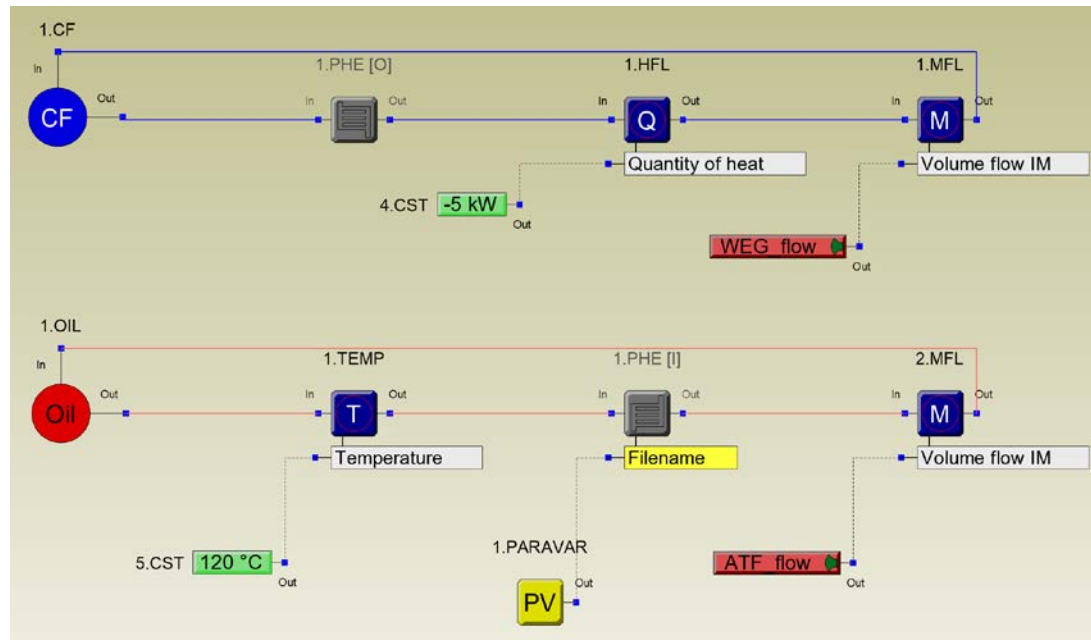 1.CF
In
Out
CF
1.PHE [O]
In
Out
1.HFL
In
Out
Q
Quantity of heat
1.MFL
In
Out
M
Volume flow IM
4.CST
-5 kW
Out
WEG_flow
Out
1.OIL
In
Out
Oil
1.TEMP
In
Out
T
Temperature
1.PHE [I]
In
Out
Filename
2.MFL
In
Out
M
Volume flow IM
5.CST
120 °C
Out
1.PARAVAR
PV
Out
ATF_flow
Out